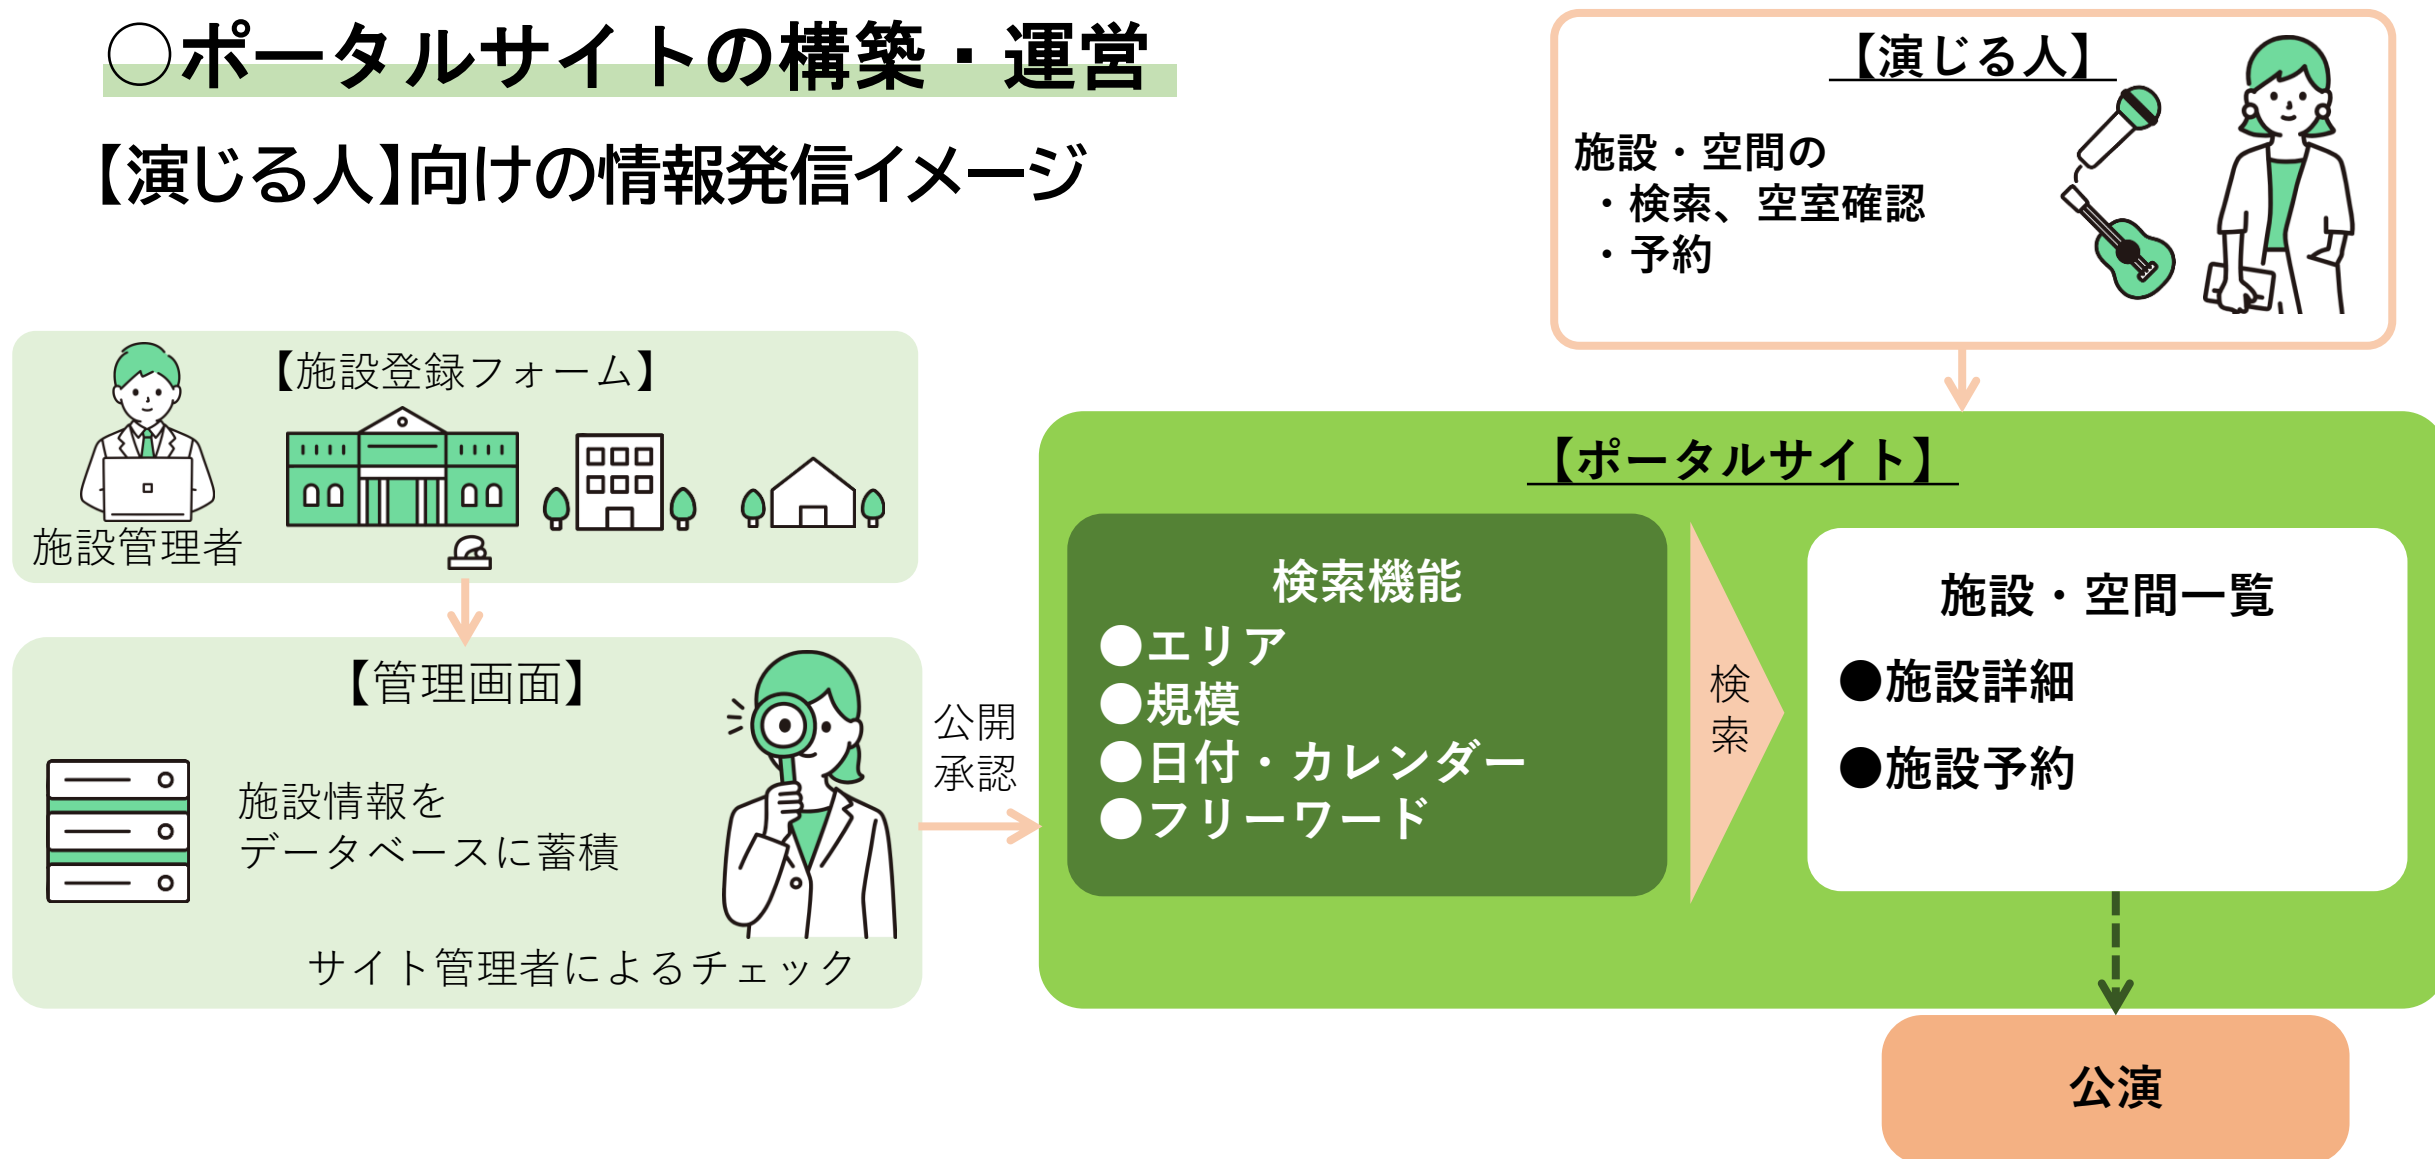 ○ポータルサイトの構築・運営
【演じる人】向けの情報発信イメージ
【演じる人】
施設・空間の
・検索、空室確認
・予約
【施設登録フォーム】
施設管理者
【管理画面】
施設情報を
データベースに蓄積
サイト管理者によるチェック
公開
承認
【ポータルサイト】
検索機能
●エリア
●規模
●日付・カレンダー
●フリーワード
検
索
施設・空間一覧
●施設詳細
●施設予約
公演